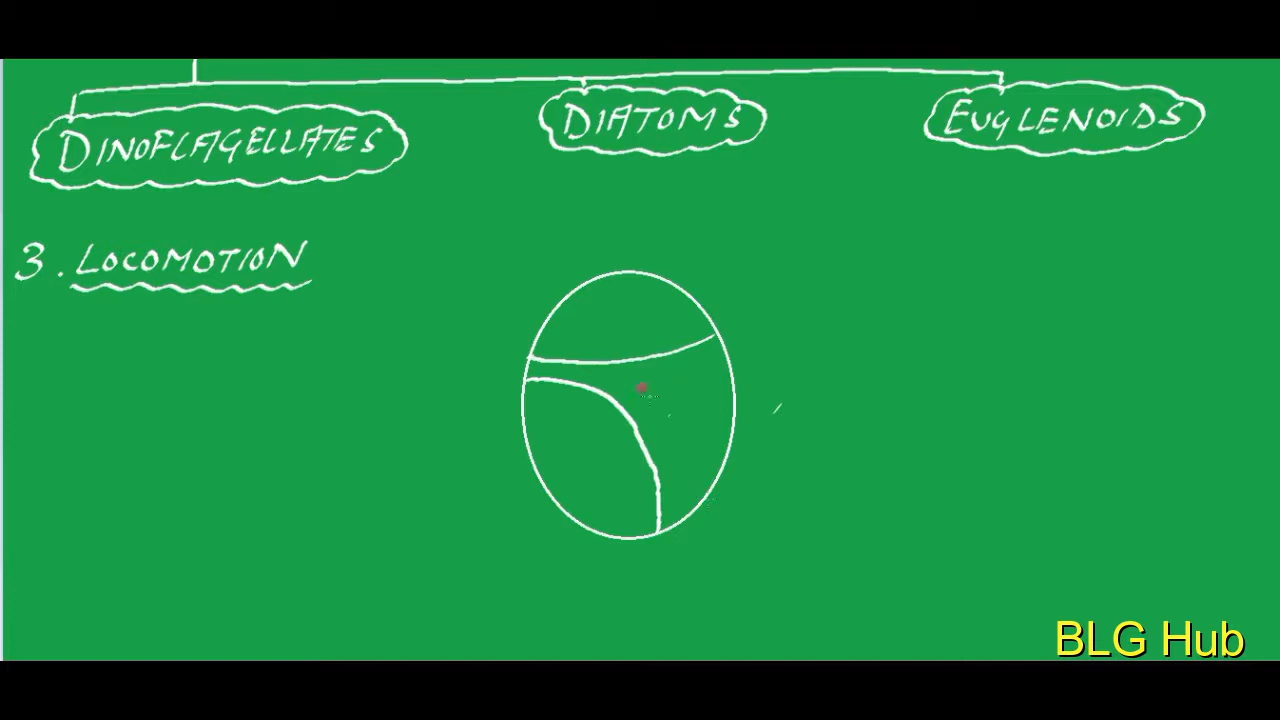 DINOFLAGELLATES
DIATOMS
EUGLENOIDS
3. LOCOMOTION
BLG Hub